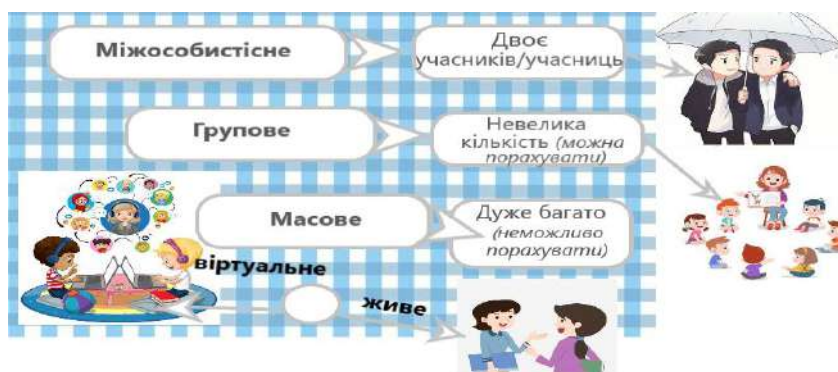 Міжособистісне
Двоє
учасників/учасниць
Групове
Невелика
кількість (можна
порахувати)
Масове
Дуже багато
(неможливо
порахувати)
віртуальне
живе